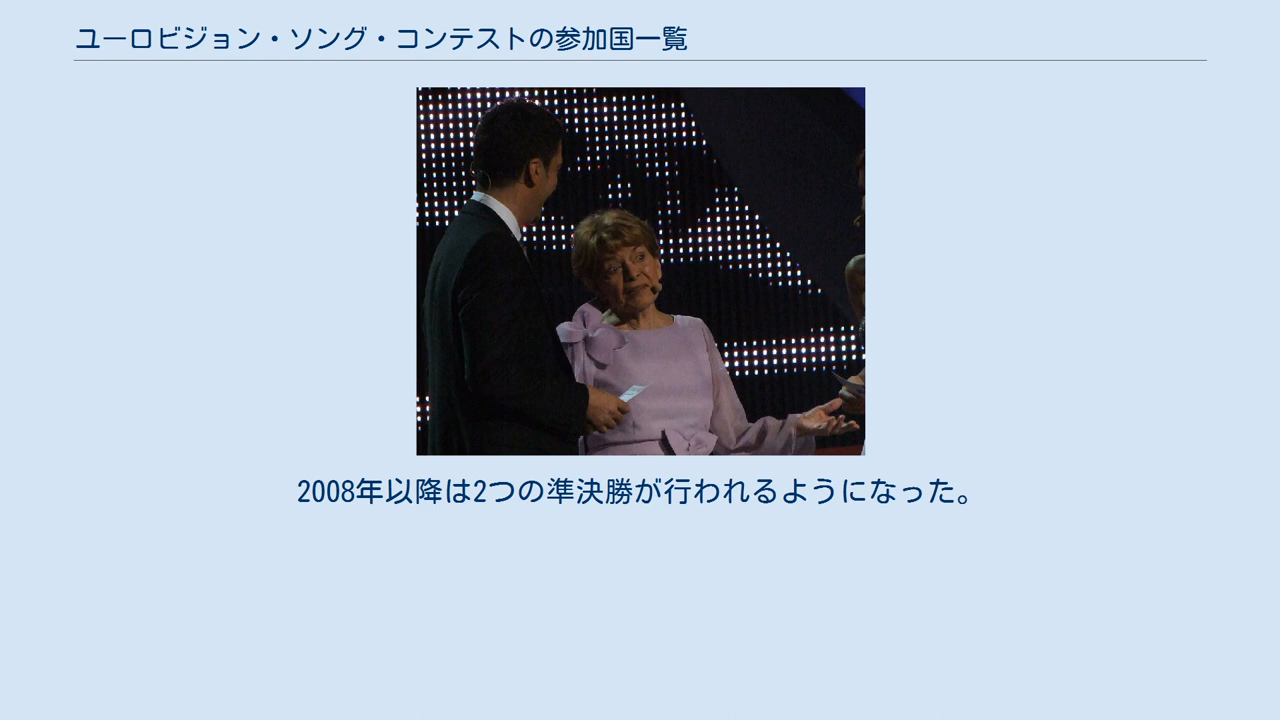 ユーロビジョン・ソング・コンテストの参加国一覧
2008年以降は2つの準決勝が行われるようになった。